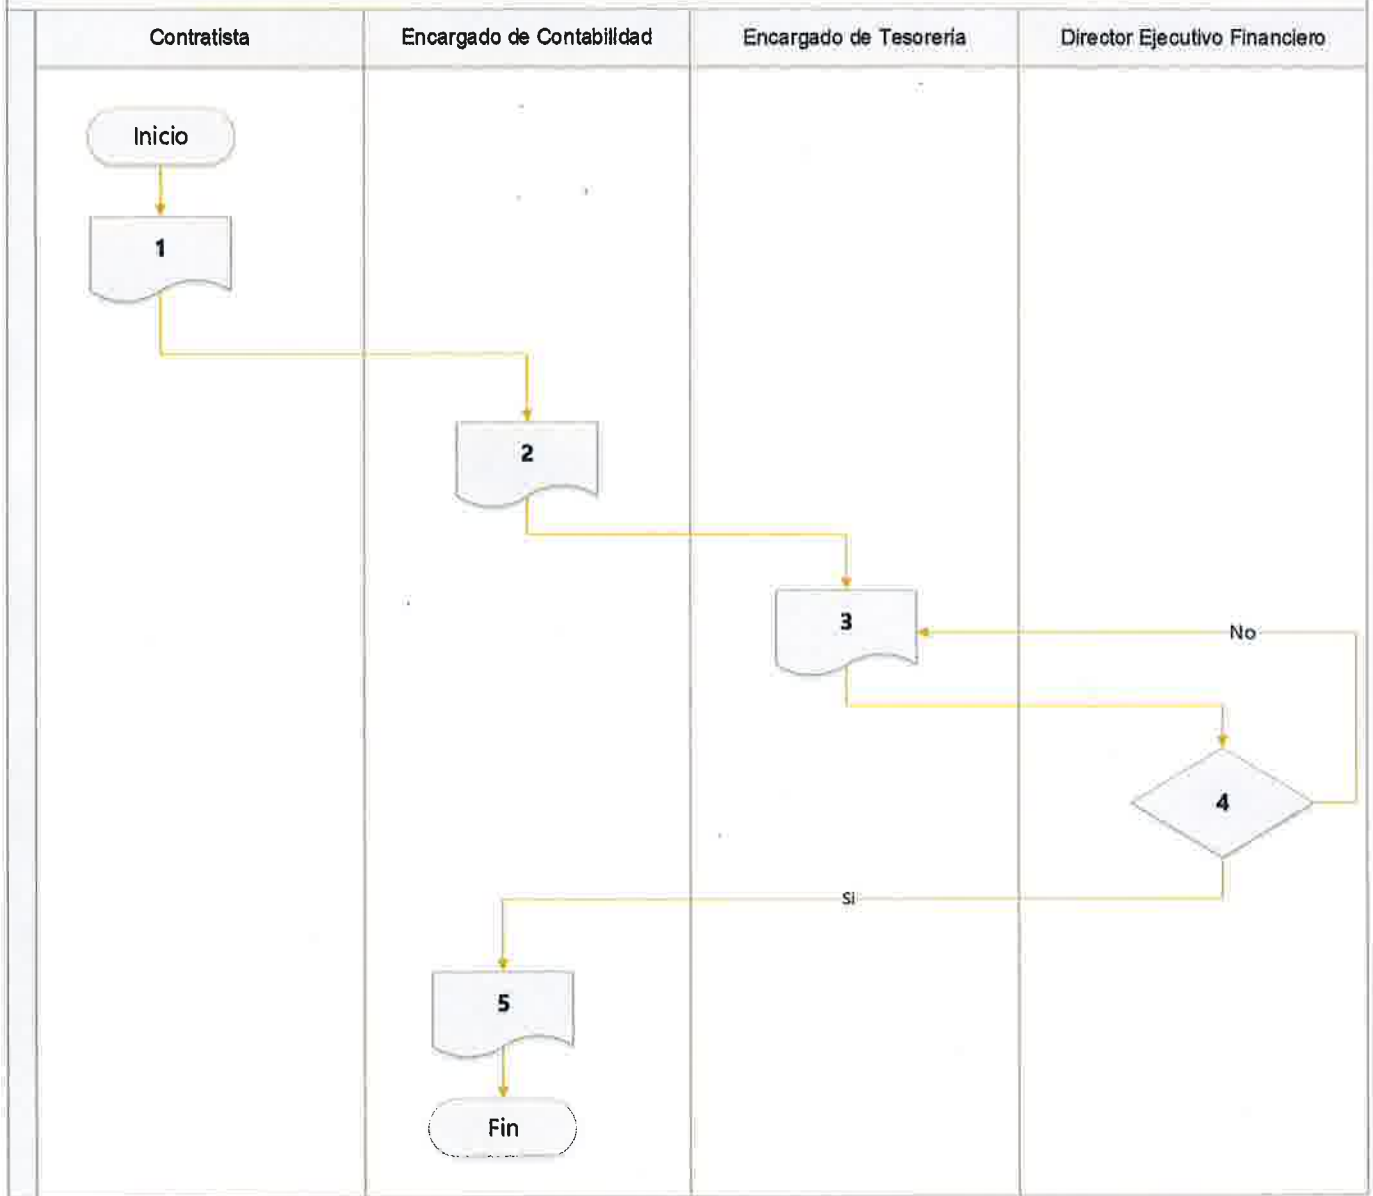 Contratista
Encargado de Contabilidad
Encargado de Tesorería
Director Ejecutivo Financiero
Inicio
1
2
3
No
4
Si
5
Fin